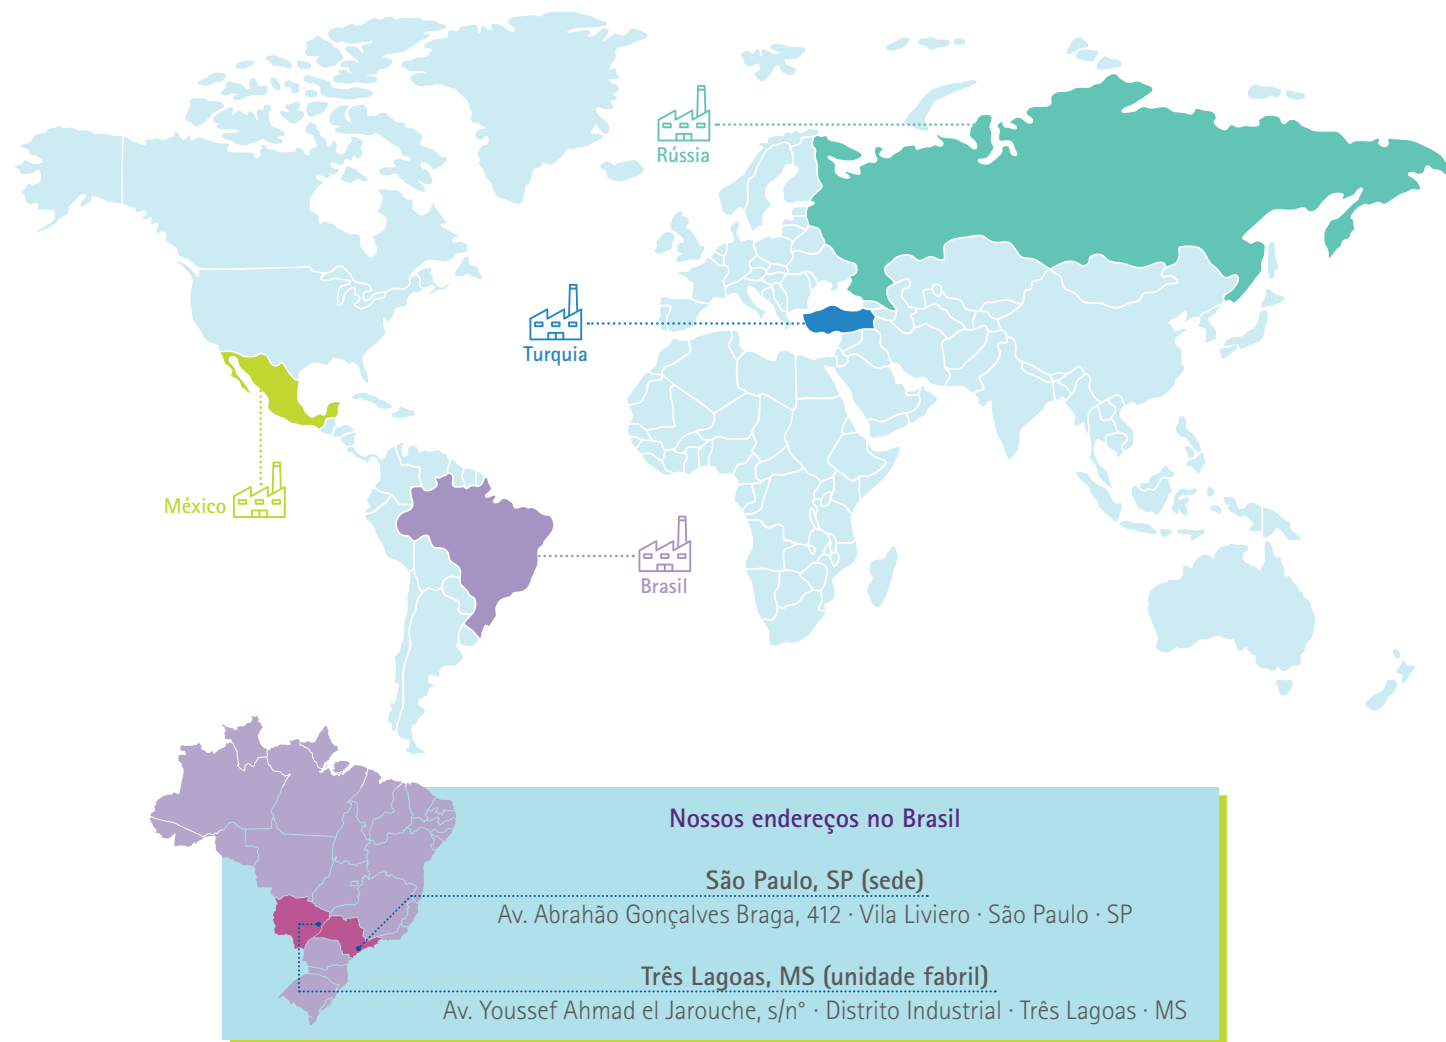 Rússia
Turquia
México
Brasil
Nossos endereços no Brasil
São Paulo, SP (sede)
Av. Abrahão Gonçalves Braga, 412 · Vila Liviero · São Paulo · SP
Três Lagoas, MS (unidade fabril)
Av. Youssef Ahmad el Jarouche, s/n° · Distrito Industrial · Três Lagoas · MS